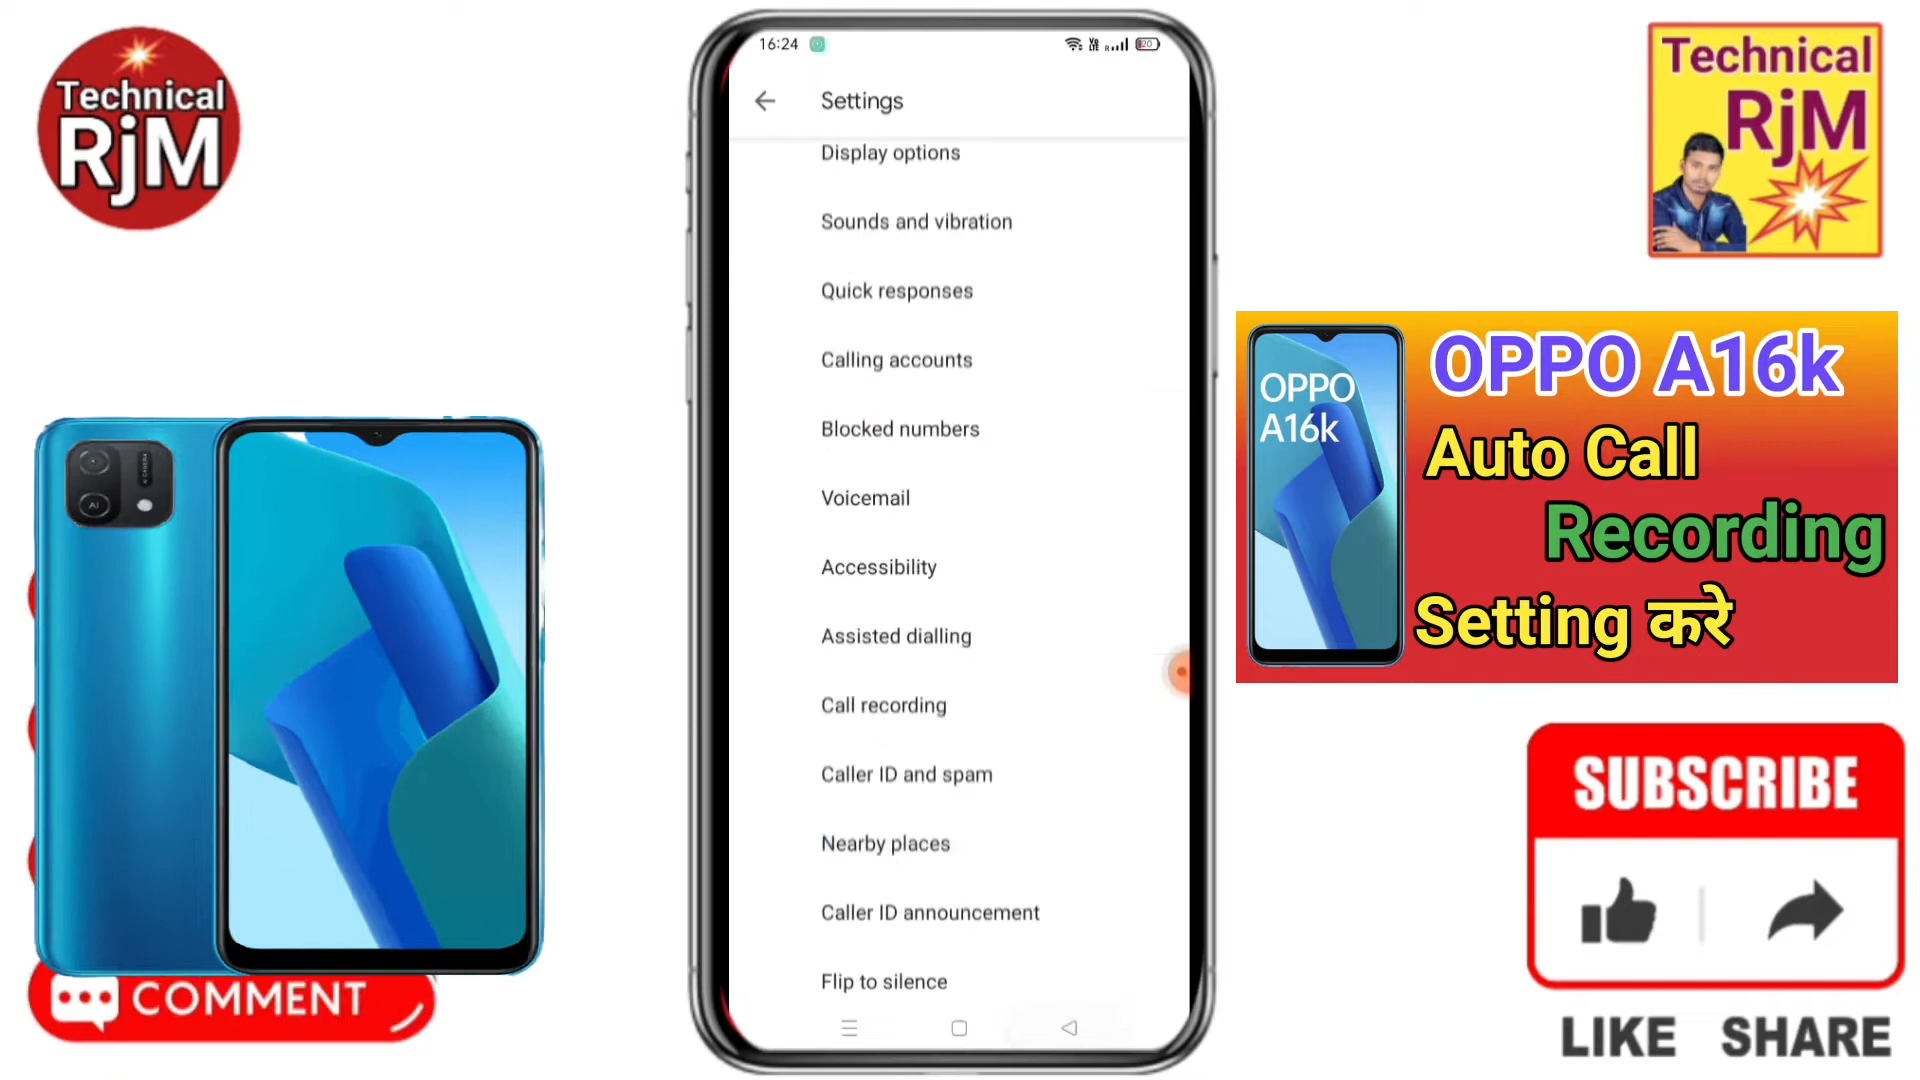 Technical
RjM
COMMENT
16:24
20
Settings
Display options
Sounds and vibration
Quick responses
Calling accounts
Blocked numbers
Voicemail
Accessibility
Assisted dialling
Call recording
Caller ID and spam
Nearby places
Caller ID announcement
Flip to silence
Technical
RjM
OPPO
A16k
OPPO A16k
Auto Call
Recording
Setting करे
SUBSCRIBE
LIKE SHARE